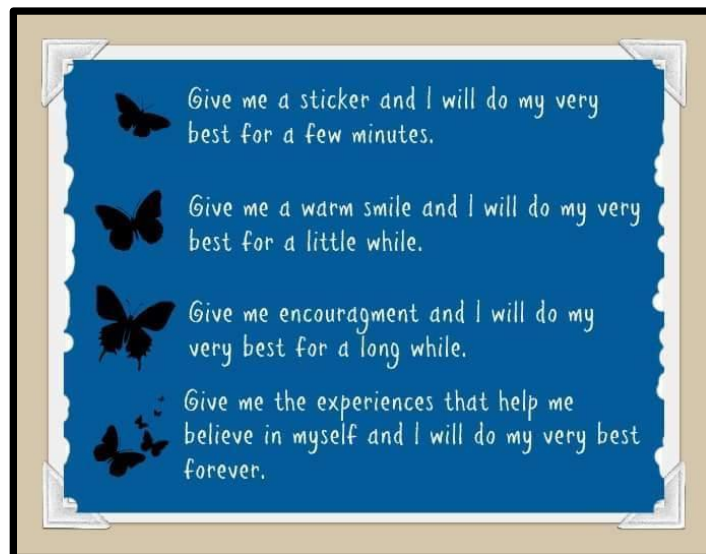 Give me a sticker and I will do my very
best for a few minutes.
Give me a warm smile and I will do my very
best for a little while.
Give me encouragment and I will do my
very best for a long while.
Give me the experiences that help me
believe in myself and I will do my very best
forever.